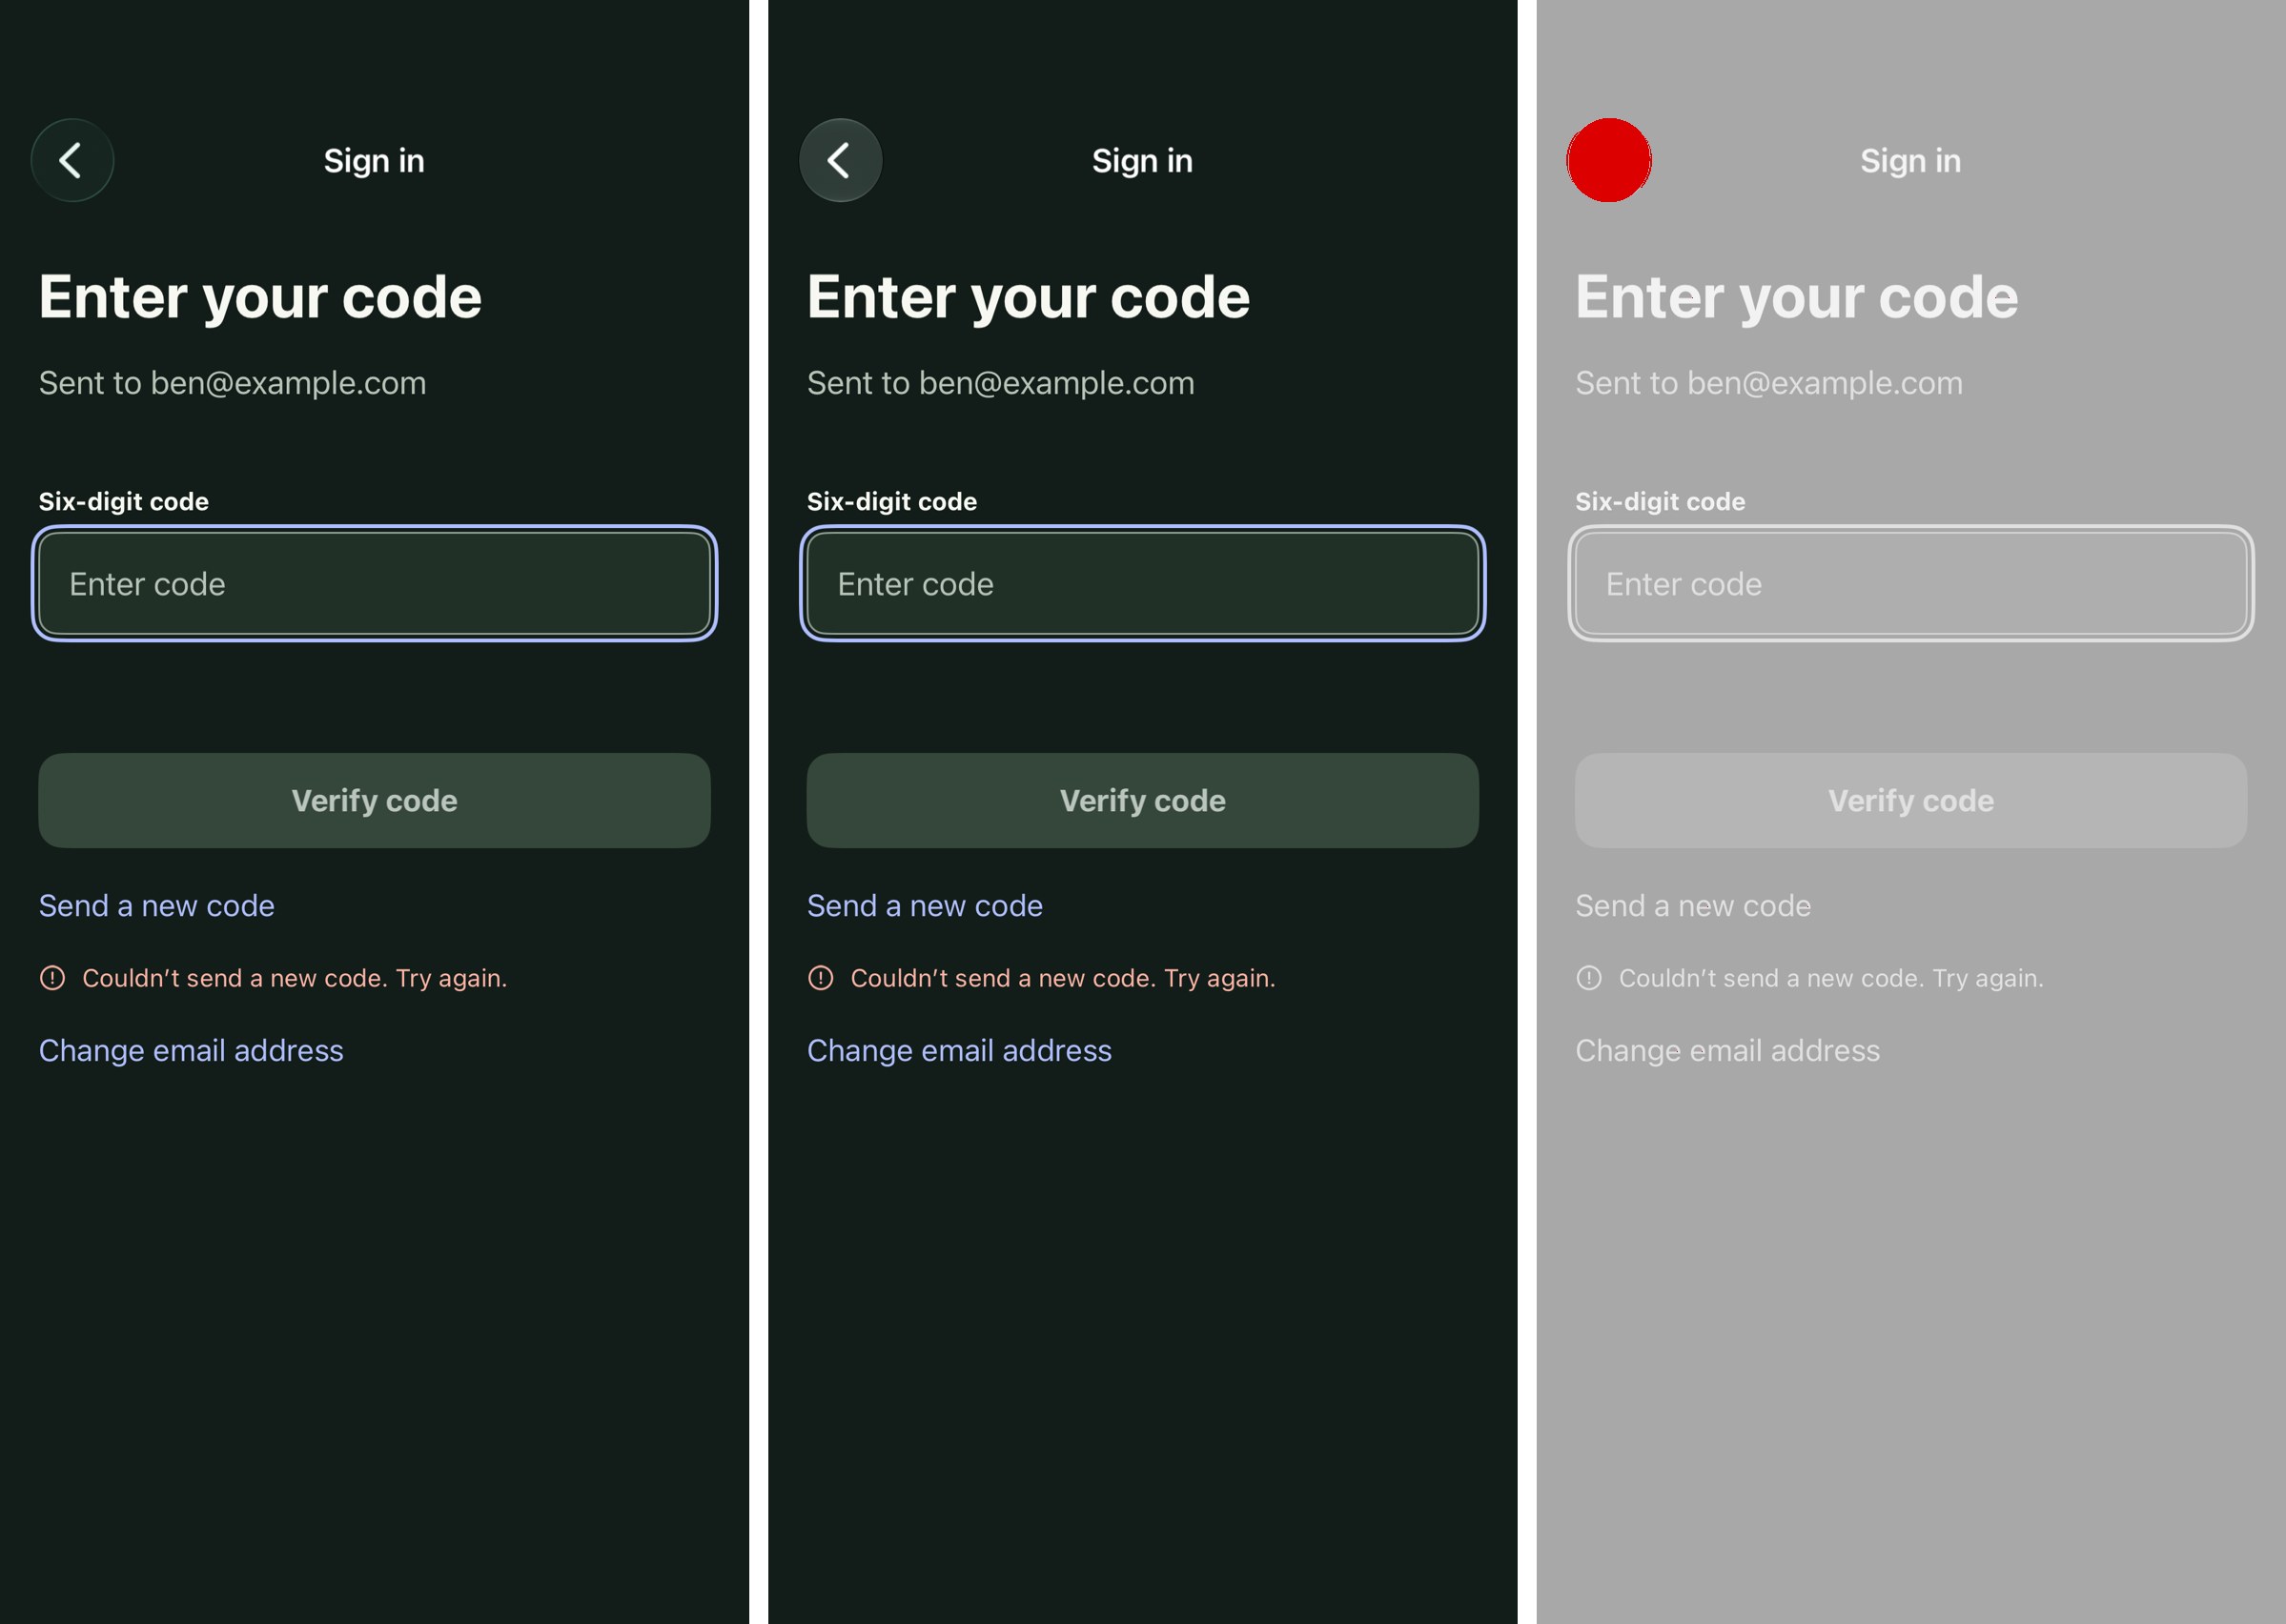 Sign in
Enter your code
Sent to ben@example.com
Six-digit code
Enter code
Verify code
Send a new code
Couldn’t send a new code. Try again.
Change email address
Sign in
Enter your code
Sent to ben@example.com
Six-digit code
Enter code
Verify code
Send a new code
Couldn’t send a new code. Try again.
Change email address
Sign in
Enter your code
Sent to ben@example.com
Six-digit code
Enter code
Verify code
Send a new code
Couldn’t send a new code. Try again.
Change email address